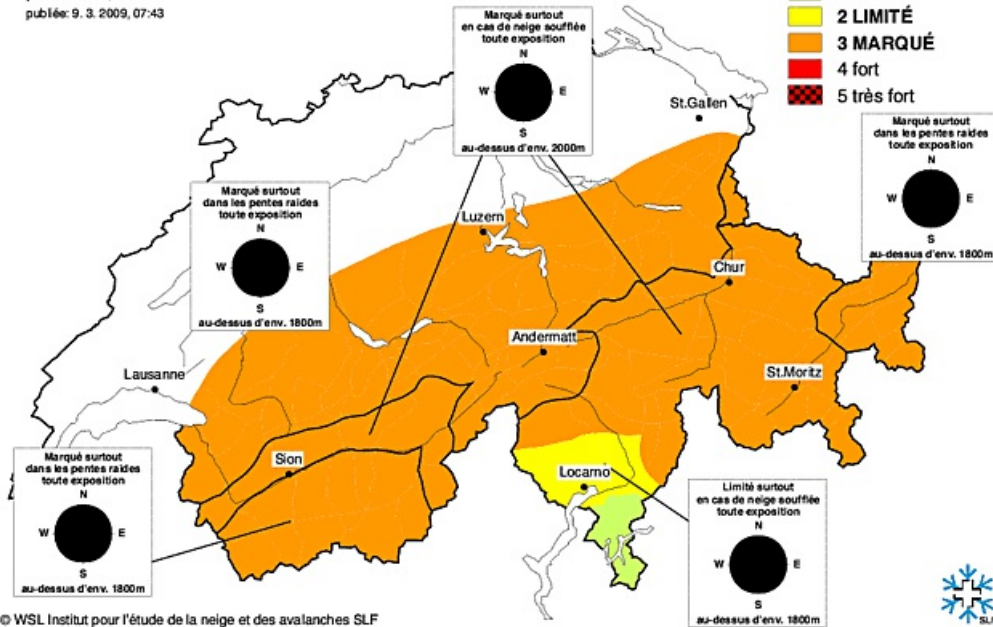 publiée: 9. 3. 2009, 07:43
2 LIMITÉ
3 MARQUÉ
4 fort
5 très fort
Marqué surtout
en cas de neige soufflée
toute exposition
N
W E
S
au-dessus d'env. 2000m
St.Gallen
Marqué surtout
dans les pentes raides
toute exposition
N
W E
S
au-dessus d'env. 1800m
Marqué surtout
dans les pentes raides
toute exposition
N
W E
S
au-dessus d'env. 1800m
Luzern
Chur
Andermatt
Lausanne
St.Moritz
Sion
Locarno
Marqué surtout
dans les pentes raides
toute exposition
N
W E
S
au-dessus d'env. 1800m
Limité surtout
en cas de neige soufflée
toute exposition
N
W E
S
au-dessus d'env. 1800m
© WSL Institut pour l'étude de la neige et des avalanches SLF
SLF